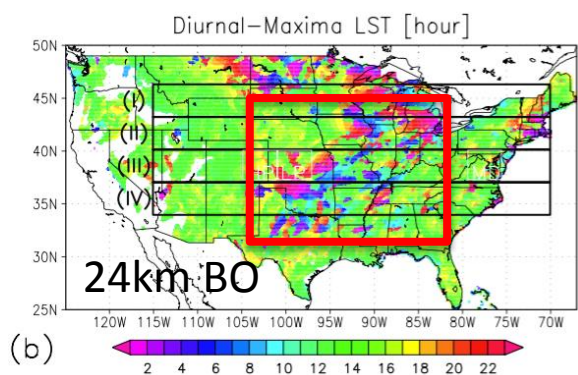 Diurnal-Maxima LST [hour]
50N
45N
(I)
(II)
40N
(III)
35N
(IV)
30N
24km BO
25N
120W 115W 110W 105W 100W 95W 90W 85W 80W 75W 70W
(b)
2 4 6 8 10 12 14 16 18 20 22